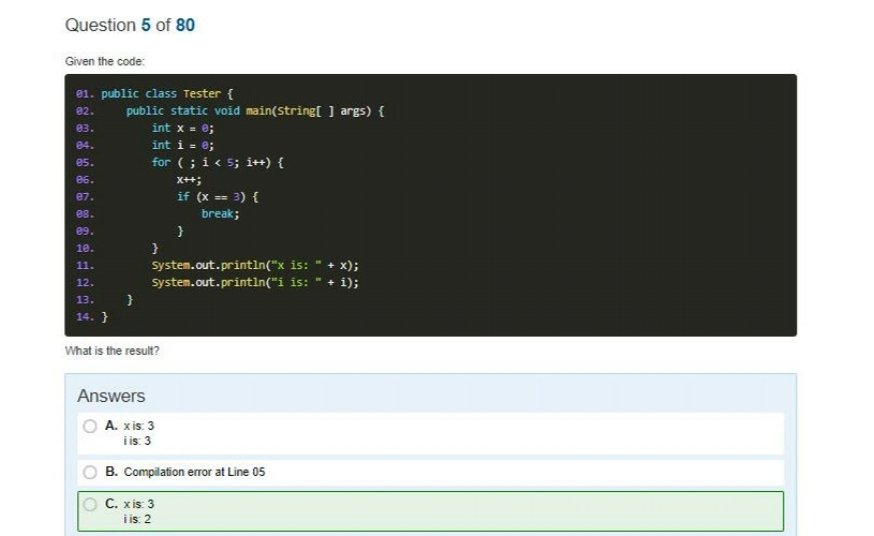 Question 5 of 80
Given the code:
01. public class Tester {
02. public static void main(String[ ] args) {
03. int x = 0;
04. int i = 0;
05. for ( ; i < 5; i++) {
06. x++;
07. if (x == 3) {
08. break;
09. }
10. }
11. System.out.println("x is: " + x);
12. System.out.println("i is: " + i);
13. }
14. }
What is the result?
Answers
A. x is: 3
i is: 3
B. Compilation error at Line 05
C. x is: 3
i is: 2